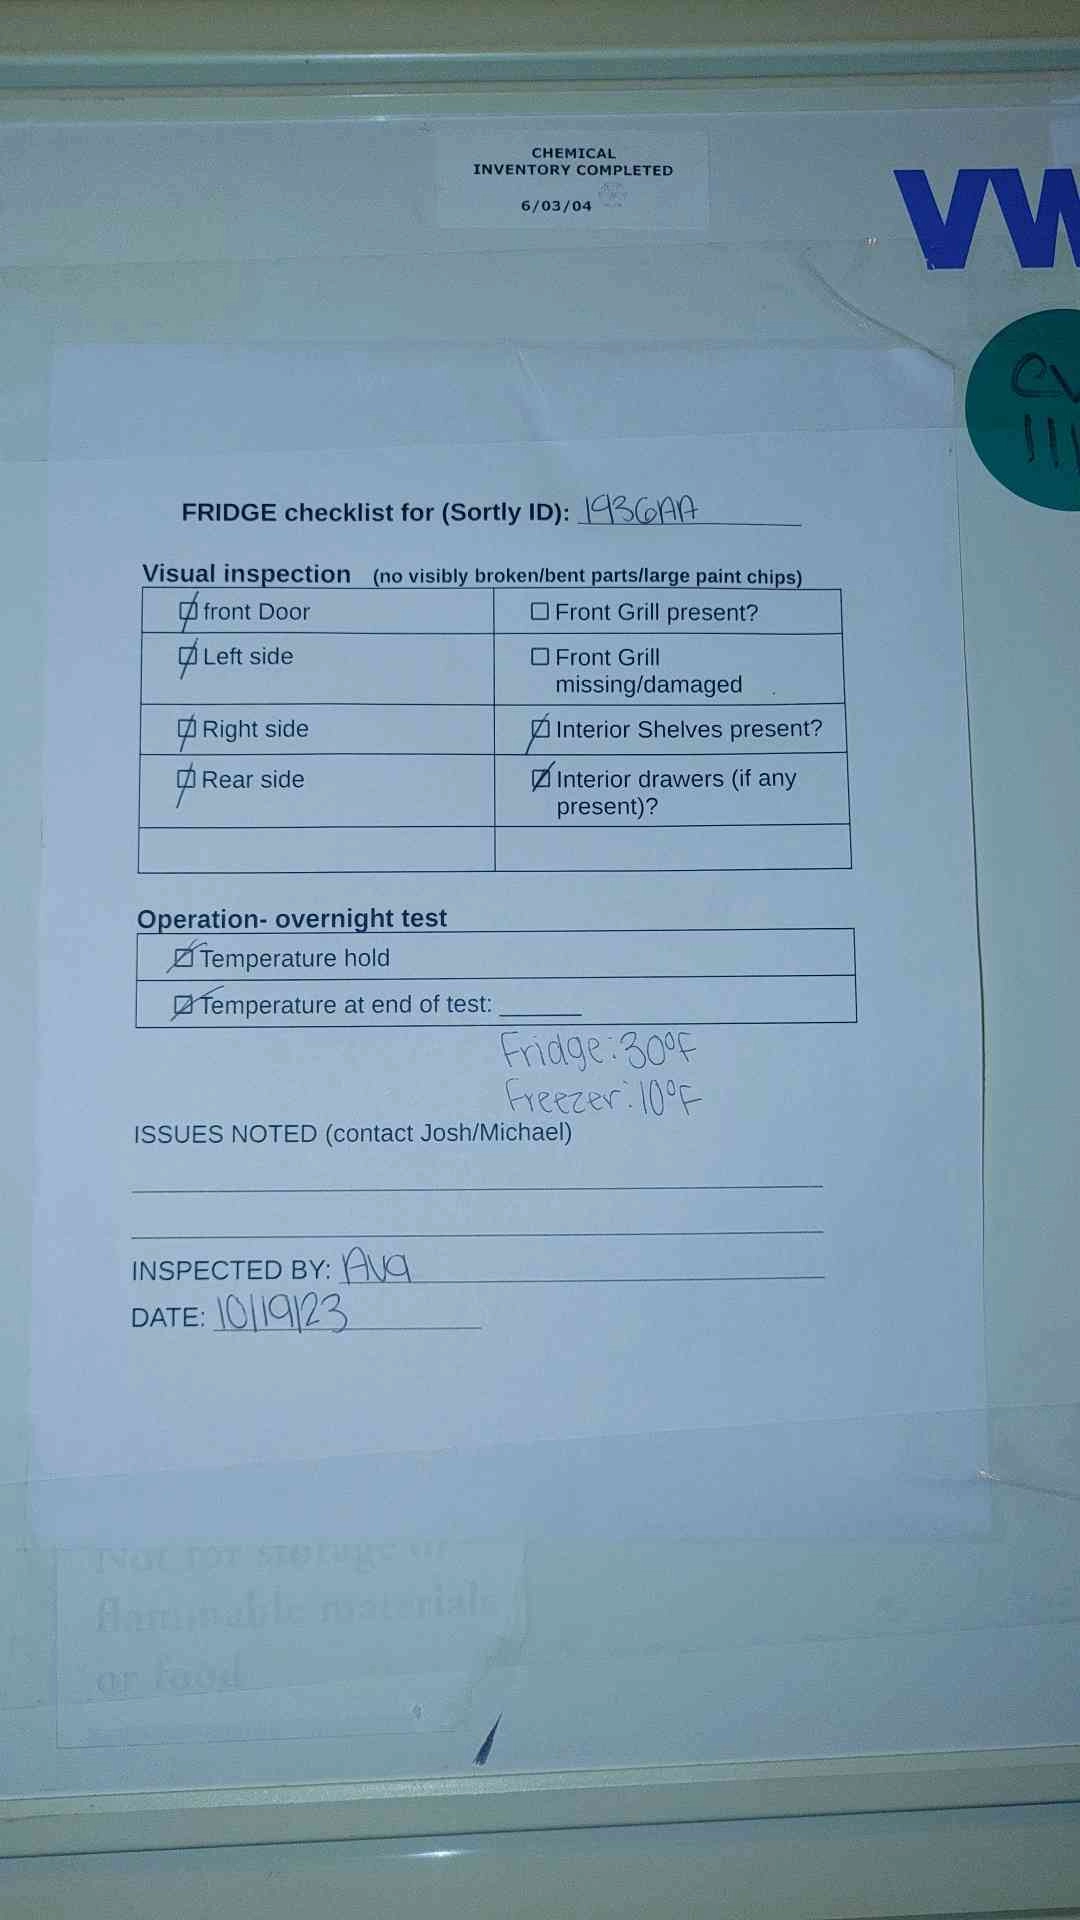 CHEMICAL
INVENTORY COMPLETED
6/03/04
VW
CV
111
FRIDGE checklist for (Sortly ID): 1936AA
Visual inspection (no visibly broken/bent parts/large paint chips)
front Door
Front Grill present?
Left side
Front Grill
missing/damaged
Right side
Interior Shelves present?
Rear side
Interior drawers (if any
present)?
Operation- overnight test
Temperature hold
Temperature at end of test:
Fridge: 30°F
Freezer: 10°F
ISSUES NOTED (contact Josh/Michael)
INSPECTED BY: Ava
DATE: 10/19/23
Not for storage of
flammable materials
or food